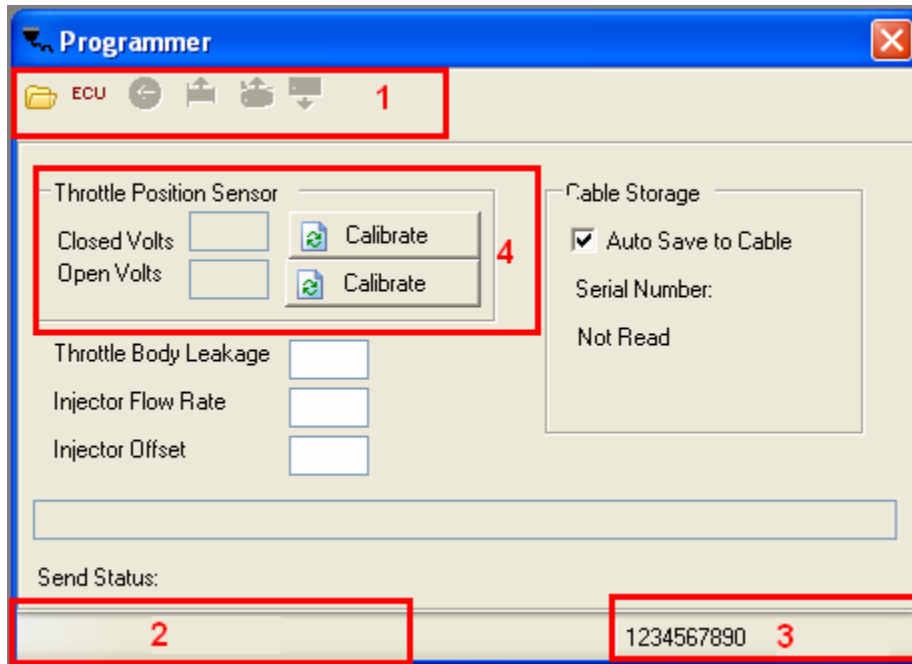 Programmer
ECU
1
Throttle Position Sensor
Closed Volts
Calibrate
Open Volts
Calibrate
4
Cable Storage
Auto Save to Cable
Serial Number:
Not Read
Throttle Body Leakage
Injector Flow Rate
Injector Offset
Send Status:
2
1234567890
3